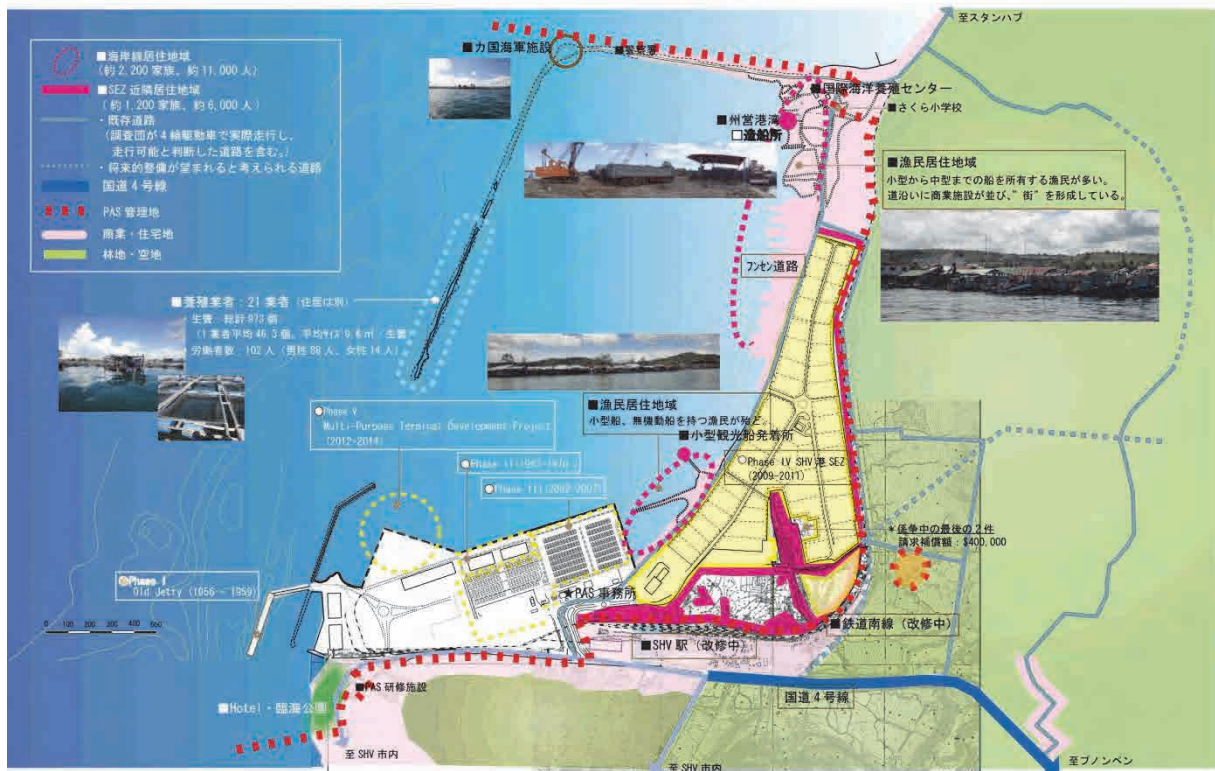 ■海岸線居住地域
(約2,200家族、約11,000人)
■SEZ近隣居住地域
(約1,200家族、約6,000人)
・既存道路
(調査団が4輪駆動車で実際走行し、
走行可能と判断した道路を含む。)
・将来的整備が望まれると考えられる道路
国道4号線
PAS管理地
商業・住宅地
林地・空地
■カ国海軍施設
至スタンハブ
■国際海洋養殖センター
■さくら小学校
■州営港湾
□造船所
■漁民居住地域
小型から中型までの船を所有する漁民が多い。
道沿いに商業施設が並び、"街"を形成している。
フンセン道路
■養殖業者:21業者(住居は別)
労働者数:102人(男性88人、女性14人)
■漁民居住地域
小型船、無機動船を持つ漁民が殆ど。
■小型観光船発着所
Phase V
Multi-Purpose Terminal Development Project
(2012-2014)
Phase III(2002-2007)
Phase IV SHV港SEZ
*係争中の最後の2件
請求補償額:$400,000
Phase I
★PAS事務所
0 100 200 300 400 500
■鉄道南線(改修中)
■SHV駅(改修中)
■PAS研修施設
■Hotel・臨海公園
国道4号線
至SHV市内
至SHV市内
至プノンペン